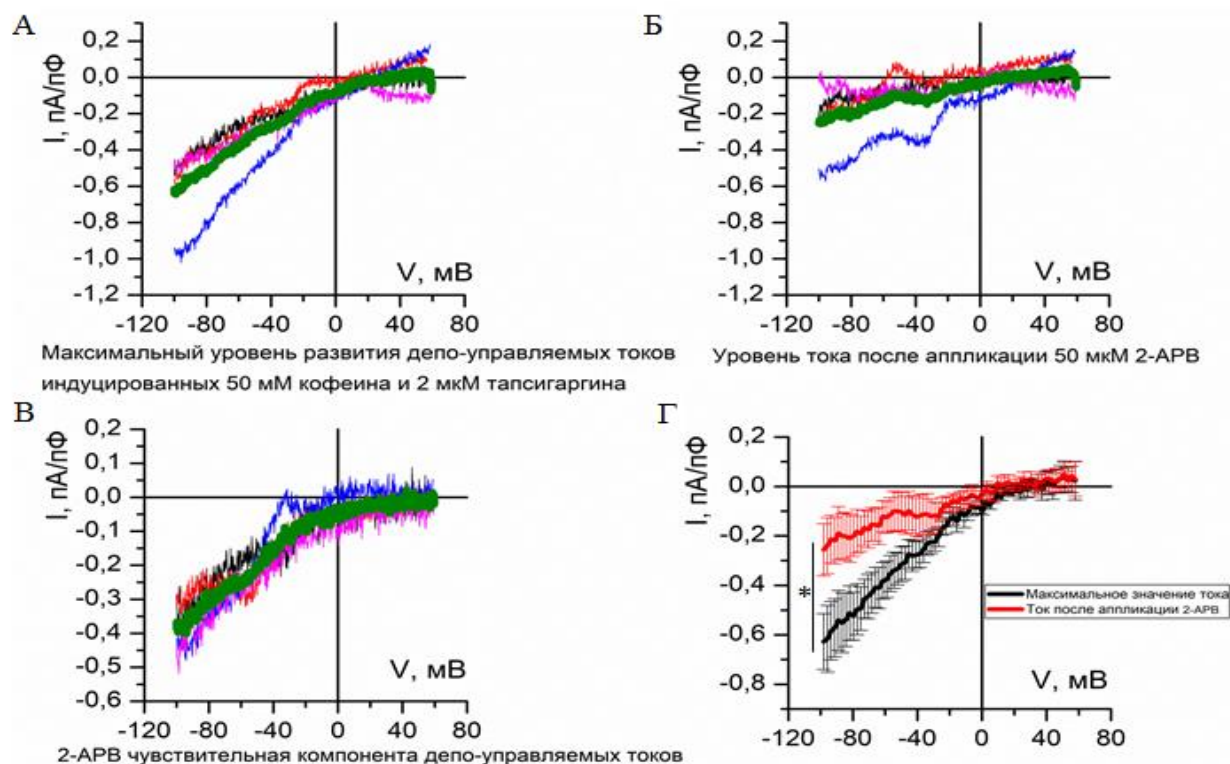 А
0,2
0,0
-0,2
-0,4
-0,6
-0,8
-1,0
-1,2
I, пА/пФ
V, мВ
-120 -80 -40 0 40 80
Максимальный уровень развития депо-управляемых токов
индуцированных 50 мМ кофеина и 2 мкМ тапсигаргина
Б
0,2
0,0
-0,2
-0,4
-0,6
-0,8
-1,0
-1,2
I, пА/пФ
V, мВ
-120 -80 -40 0 40 80
Уровень тока после аппликации 50 мкМ 2-APB
В
0,2
0,1
0,0
-0,1
-0,2
-0,3
-0,4
-0,5
-0,6
I, пА/пФ
V, мВ
-120 -80 -40 0 40 80
2-APB чувствительная компонента депо-управляемых токов
Г
0,2
0,0
-0,2
-0,4
-0,6
-0,8
I, пА/пФ
*
Максимальное значение тока
Ток после аппликации 2-APB
V, мВ
-120 -80 -40 0 40 80